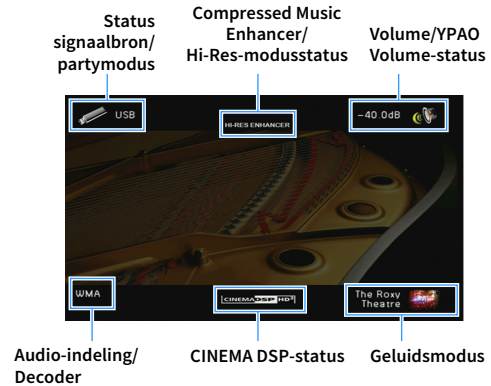 Status
signaalbron/
partymodus
Compressed Music
Enhancer/
Hi-Res-modusstatus
Volume/YPAO
Volume-status
USB
HI-RES ENHANCER
-40.0dB
WMA
CINEMA DSP HD³
The Roxy
Theatre
Audio-indeling/
Decoder
CINEMA DSP-status
Geluidsmodus